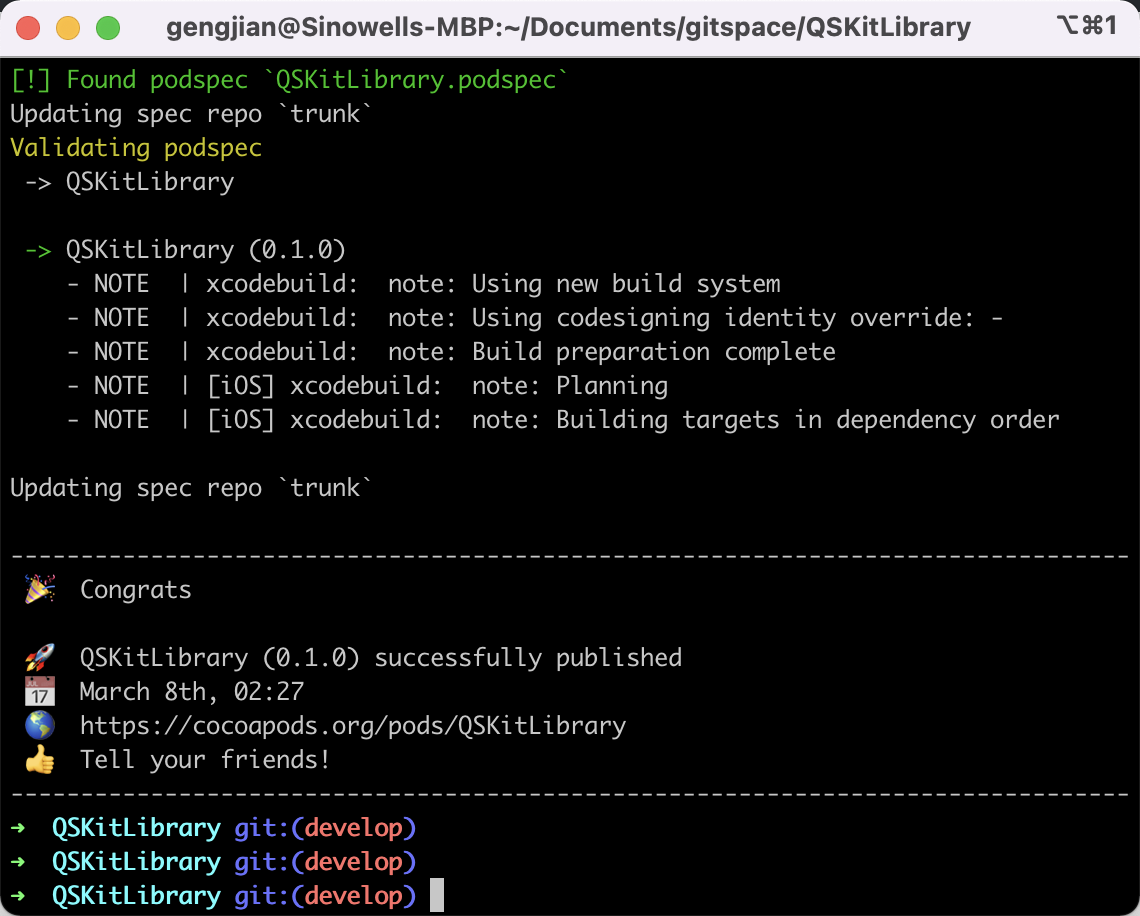 gengjian@Sinowells-MBP:~/Documents/gitspace/QSKitLibrary ⌥⌘1
[!] Found podspec `QSKitLibrary.podspec`
Updating spec repo `trunk`
Validating podspec
 -> QSKitLibrary
 -> QSKitLibrary (0.1.0)
    - NOTE  | xcodebuild:  note: Using new build system
    - NOTE  | xcodebuild:  note: Using codesigning identity override: -
    - NOTE  | xcodebuild:  note: Build preparation complete
    - NOTE  | [iOS] xcodebuild:  note: Planning
    - NOTE  | [iOS] xcodebuild:  note: Building targets in dependency order
Updating spec repo `trunk`
--------------------------------------------------------------------------------
 🎉  Congrats
 🚀  QSKitLibrary (0.1.0) successfully published
 📅  March 8th, 02:27
 🌎  https://cocoapods.org/pods/QSKitLibrary
 👍  Tell your friends!
--------------------------------------------------------------------------------
➜  QSKitLibrary git:(develop)
➜  QSKitLibrary git:(develop)
➜  QSKitLibrary git:(develop)